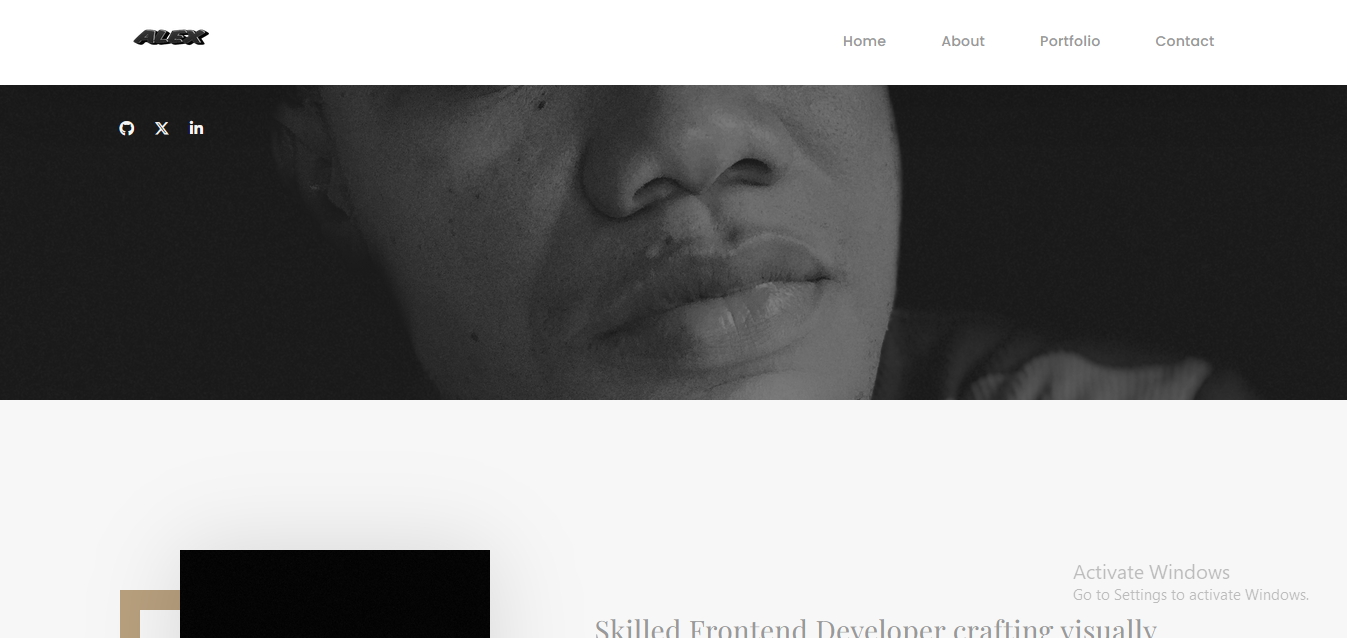 ALEX
Home About Portfolio Contact
Activate Windows
Go to Settings to activate Windows.
Skilled Frontend Developer crafting visually